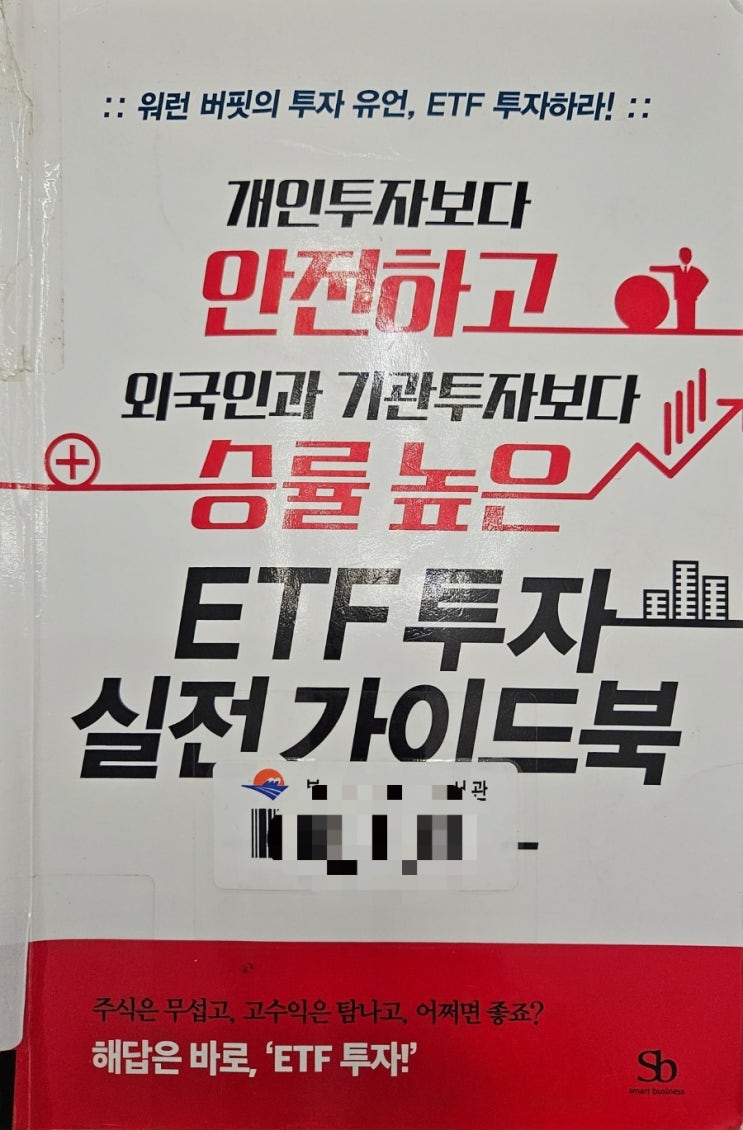 :: 워런 버핏의 투자 유언, ETF 투자하라! ::
개인투자보다
안전하고
외국인과 기관투자보다
승률 높은
ETF 투자
실전 가이드북
관
주식은 무섭고, 고수익은 탐나고, 어쩌면 좋죠?
해답은 바로, ‘ETF 투자!’
Sb
smart business